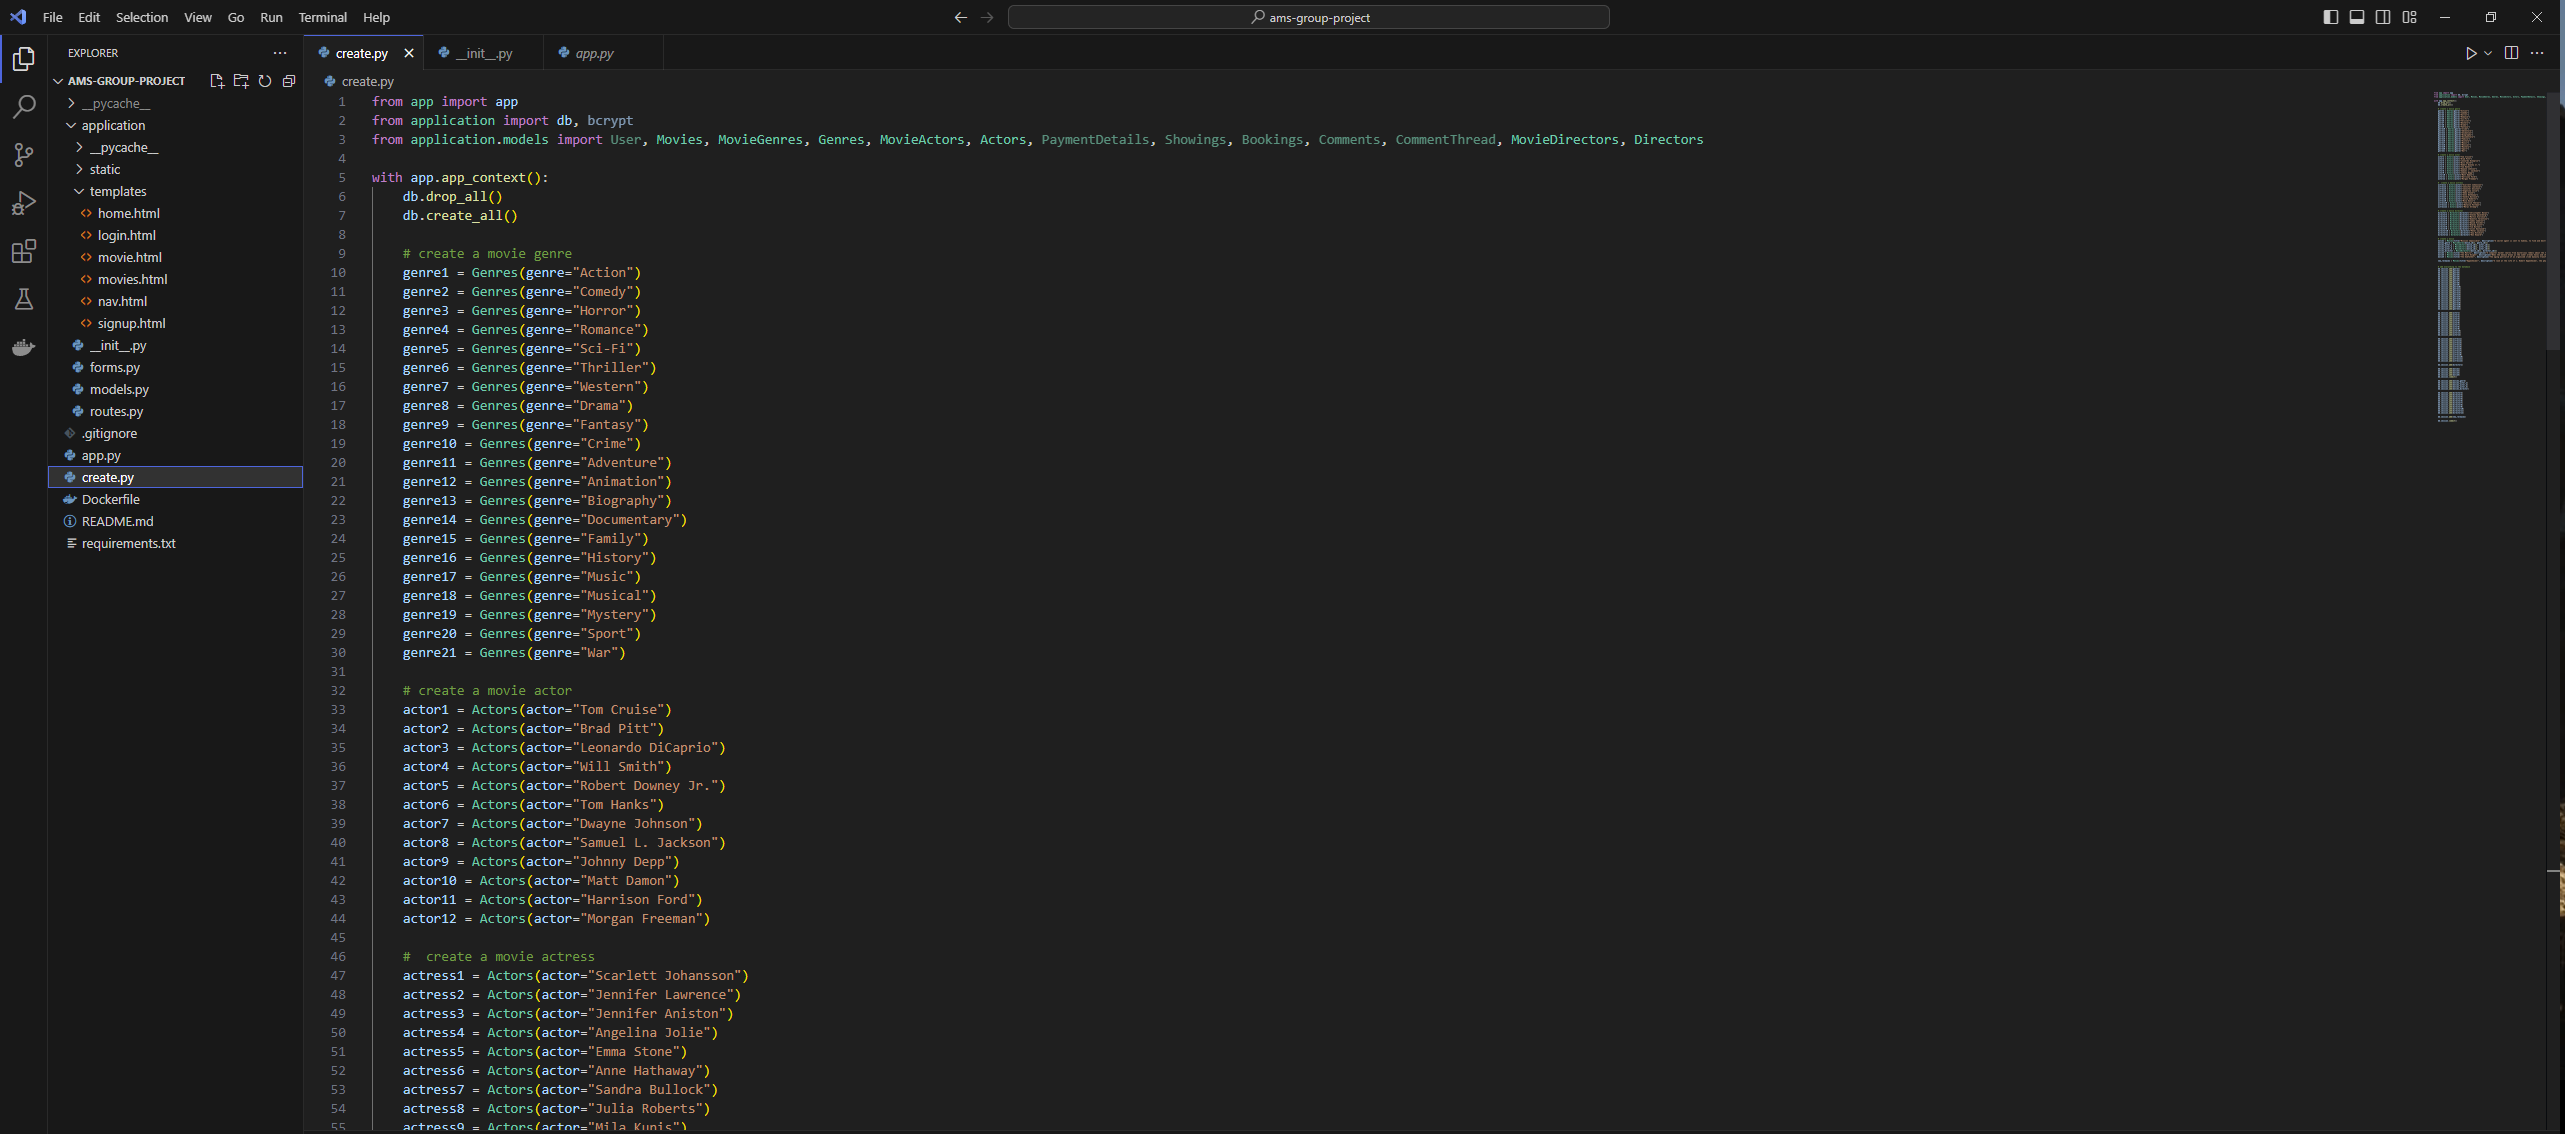 File Edit Selection View Go Run Terminal Help
ams-group-project
EXPLORER
AMS-GROUP-PROJECT
__pycache__
application
__pycache__
static
templates
home.html
login.html
movie.html
movies.html
nav.html
signup.html
__init__.py
forms.py
models.py
routes.py
.gitignore
app.py
create.py
Dockerfile
README.md
requirements.txt
create.py
__init__.py
app.py
create.py
1 from app import app
2 from application import db, bcrypt
3 from application.models import User, Movies, MovieGenres, Genres, MovieActors, Actors, PaymentDetails, Showings, Bookings, Comments, CommentThread, MovieDirectors, Directors
4
5 with app.app_context():
6 db.drop_all()
7 db.create_all()
8
9 # create a movie genre
10 genre1 = Genres(genre="Action")
11 genre2 = Genres(genre="Comedy")
12 genre3 = Genres(genre="Horror")
13 genre4 = Genres(genre="Romance")
14 genre5 = Genres(genre="Sci-Fi")
15 genre6 = Genres(genre="Thriller")
16 genre7 = Genres(genre="Western")
17 genre8 = Genres(genre="Drama")
18 genre9 = Genres(genre="Fantasy")
19 genre10 = Genres(genre="Crime")
20 genre11 = Genres(genre="Adventure")
21 genre12 = Genres(genre="Animation")
22 genre13 = Genres(genre="Biography")
23 genre14 = Genres(genre="Documentary")
24 genre15 = Genres(genre="Family")
25 genre16 = Genres(genre="History")
26 genre17 = Genres(genre="Music")
27 genre18 = Genres(genre="Musical")
28 genre19 = Genres(genre="Mystery")
29 genre20 = Genres(genre="Sport")
30 genre21 = Genres(genre="War")
31
32 # create a movie actor
33 actor1 = Actors(actor="Tom Cruise")
34 actor2 = Actors(actor="Brad Pitt")
35 actor3 = Actors(actor="Leonardo DiCaprio")
36 actor4 = Actors(actor="Will Smith")
37 actor5 = Actors(actor="Robert Downey Jr.")
38 actor6 = Actors(actor="Tom Hanks")
39 actor7 = Actors(actor="Dwayne Johnson")
40 actor8 = Actors(actor="Samuel L. Jackson")
41 actor9 = Actors(actor="Johnny Depp")
42 actor10 = Actors(actor="Matt Damon")
43 actor11 = Actors(actor="Harrison Ford")
44 actor12 = Actors(actor="Morgan Freeman")
45
46 #  create a movie actress
47 actress1 = Actors(actor="Scarlett Johansson")
48 actress2 = Actors(actor="Jennifer Lawrence")
49 actress3 = Actors(actor="Jennifer Aniston")
50 actress4 = Actors(actor="Angelina Jolie")
51 actress5 = Actors(actor="Emma Stone")
52 actress6 = Actors(actor="Anne Hathaway")
53 actress7 = Actors(actor="Sandra Bullock")
54 actress8 = Actors(actor="Julia Roberts")
55 actress9 = Actors(actor="Mila Kunis")